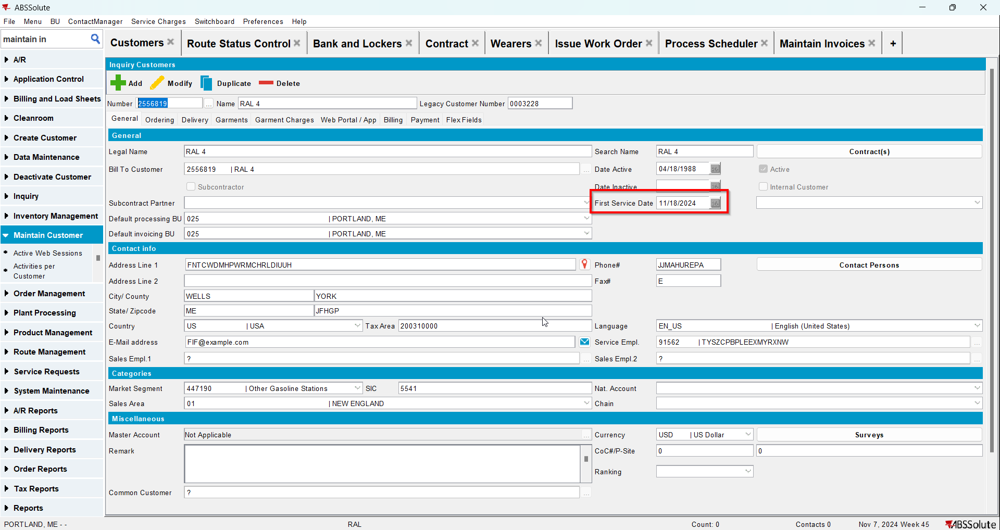 ABSSolute
File Menu BU ContactManager Service Charges Switchboard Preferences Help
maintain in
Customers Route Status Control Bank and Lockers Contract Wearers Issue Work Order Process Scheduler Maintain Invoices +
A/R
Application Control
Billing and Load Sheets
Cleanroom
Create Customer
Data Maintenance
Deactivate Customer
Inquiry
Inventory Management
Maintain Customer
Active Web Sessions
Activities per
Customer
Order Management
Plant Processing
Product Management
Route Management
Service Requests
System Maintenance
A/R Reports
Billing Reports
Delivery Reports
Order Reports
Tax Reports
Reports
Inquiry Customers
Add Modify Duplicate Delete
Number 2556819 ... Name RAL 4 Legacy Customer Number 0003228
General Ordering Delivery Garments Garment Charges Web Portal / App Billing Payment Flex Fields
General
Legal Name RAL 4 Search Name RAL 4 Contract(s)
Bill To Customer 2556819 | RAL 4 ... Date Active 04/18/1988 16 Active
Subcontractor Date Inactive 16 Internal Customer
Subcontract Partner First Service Date 11/18/2024 16
Default processing BU 025 | PORTLAND, ME
Default invoicing BU 025 | PORTLAND, ME
Contact info
Address Line 1 FNTCWDMHPWRMCHRLDIUUH Phone# JJMAHUREPA Contact Persons
Address Line 2 Fax# E
City/ County WELLS YORK
State/ Zipcode ME JFHGP
Country US | USA Tax Area 200310000 Language EN_US | English (United States)
E-Mail address FIF@example.com Service Empl. 91562 | TYSZCPBPLEEXMYRXNW ...
Sales Empl.1 ? ... Sales Empl.2 ? ...
Categories
Market Segment 447190 | Other Gasoline Stations SIC 5541 Nat. Account
Sales Area 01 | NEW ENGLAND Chain
Miscellaneous
Master Account Not Applicable ... Currency USD | US Dollar Surveys
Remark CoC#/P-Site 0 0
Ranking
Common Customer ? ...
PORTLAND, ME - - RAL Count: 0 Contacts 0 Nov 7, 2024 Week 45 ABSSolute